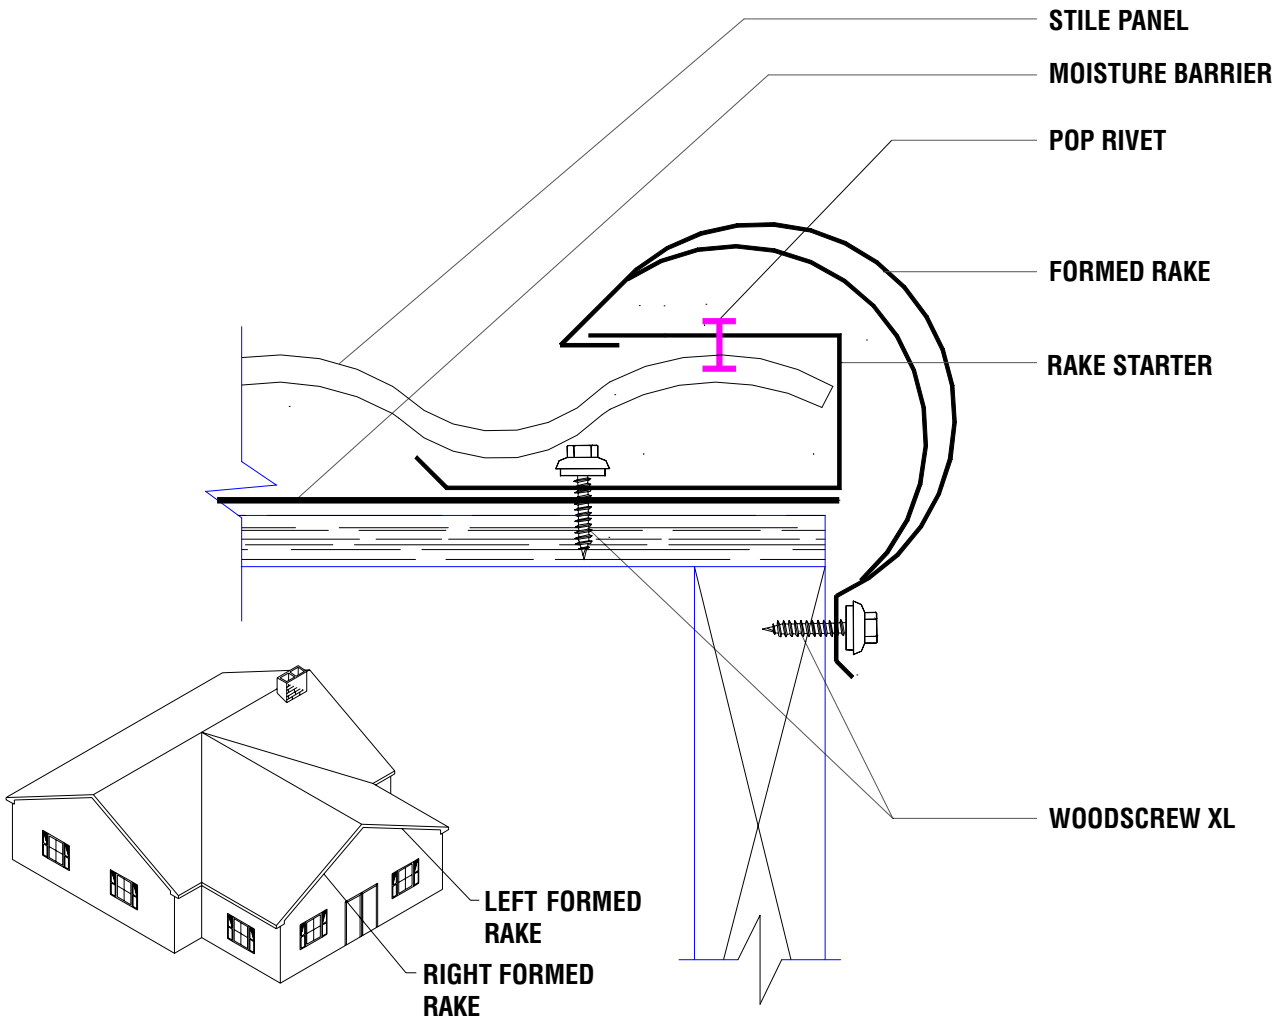 STILE PANEL
MOISTURE BARRIER
POP RIVET
FORMED RAKE
RAKE STARTER
WOODSCREW XL
LEFT FORMED
RAKE
RIGHT FORMED
RAKE